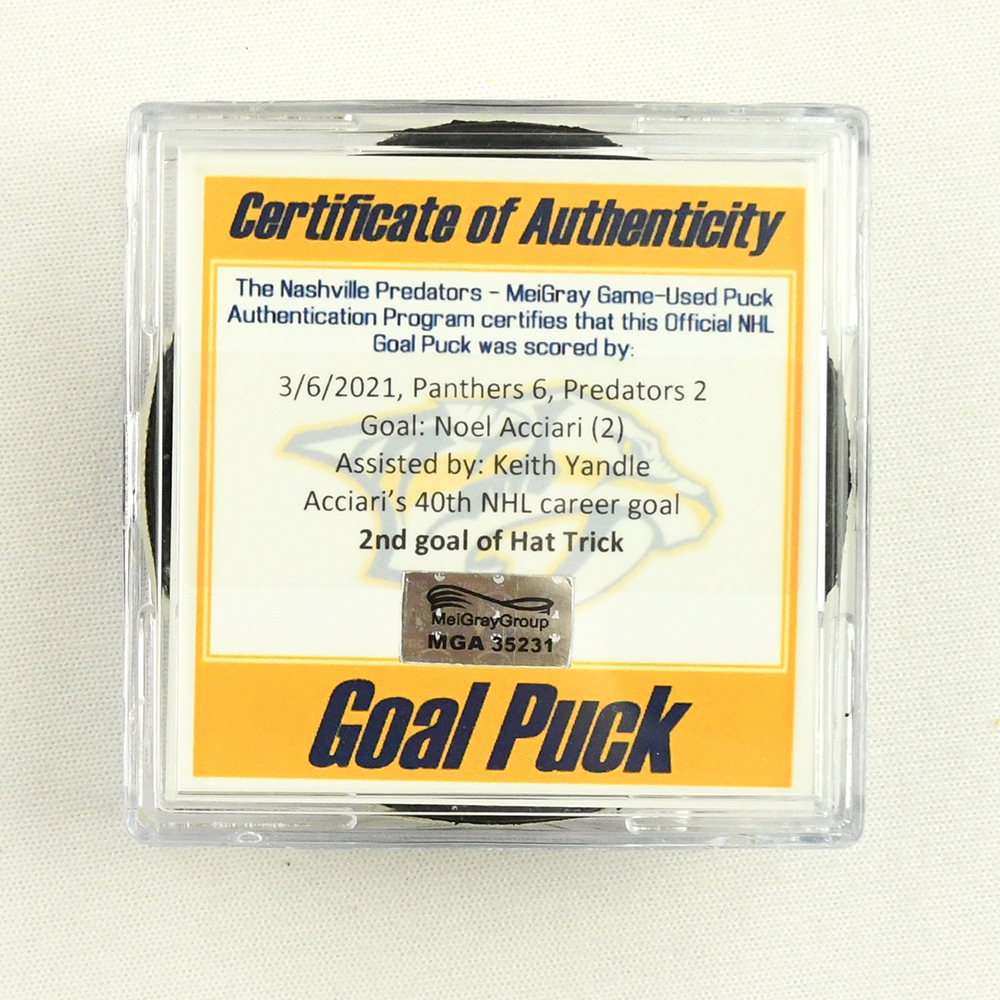 Certificate of Authenticity
The Nashville Predators - MeiGray Game-Used Puck
Authentication Program certifies that this Official NHL
Goal Puck was scored by:
3/6/2021, Panthers 6, Predators 2
Goal: Noel Acciari (2)
Assisted by: Keith Yandle
Acciari's 40th NHL career goal
2nd goal of Hat Trick
MeiGrayGroup
MGA 35231
Goal Puck